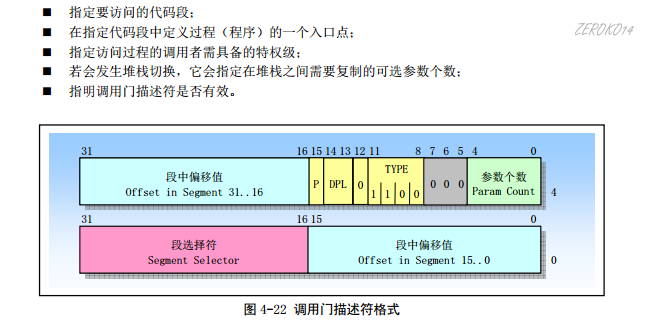 ■ 指定要访问的代码段;
■ 在指定代码段中定义过程(程序)的一个入口点;
■ 指定访问过程的调用者需具备的特权级;
■ 若会发生堆栈切换,它会指定在堆栈之间需要复制的可选参数个数;
■ 指明调用门描述符是否有效。
ZEROKO14
31 16 15 14 13 12 11 8 7 6 5 4 0
段中偏移值 P DPL 0 TYPE 0 0 0 参数个数
Offset in Segment 31..16 1 1 0 0 Param Count 4
31 16 15 0
段选择符 段中偏移值
Segment Selector Offset in Segment 15..0 0
图 4-22 调用门描述符格式